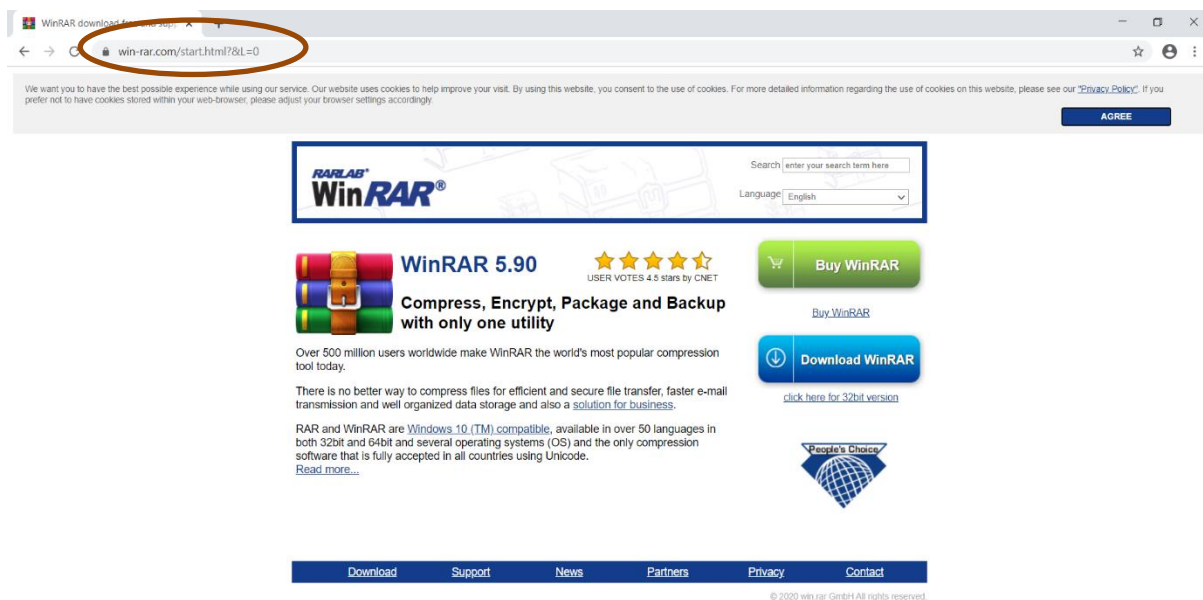 WinRAR download free and sup
win-rar.com/start.html?&L=0
We want you to have the best possible experience while using our service. Our website uses cookies to help improve your visit. By using this website, you consent to the use of cookies. For more detailed information regarding the use of cookies on this website, please see our "Privacy Policy". If you
prefer not to have cookies stored within your web-browser, please adjust your browser settings accordingly.
AGREE
RARLAB®
WinRAR®
Search enter your search term here
Language English
WinRAR 5.90
USER VOTES 4.5 stars by CNET
Compress, Encrypt, Package and Backup
with only one utility
Over 500 million users worldwide make WinRAR the world's most popular compression
tool today.
There is no better way to compress files for efficient and secure file transfer, faster e-mail
transmission and well organized data storage and also a solution for business.
RAR and WinRAR are Windows 10 (TM) compatible, available in over 50 languages in
both 32bit and 64bit and several operating systems (OS) and the only compression
software that is fully accepted in all countries using Unicode.
Read more...
Buy WinRAR
Buy WinRAR
Download WinRAR
click here for 32bit version
People's Choice
Download Support News Partners Privacy Contact
© 2020 win.rar GmbH All rights reserved.